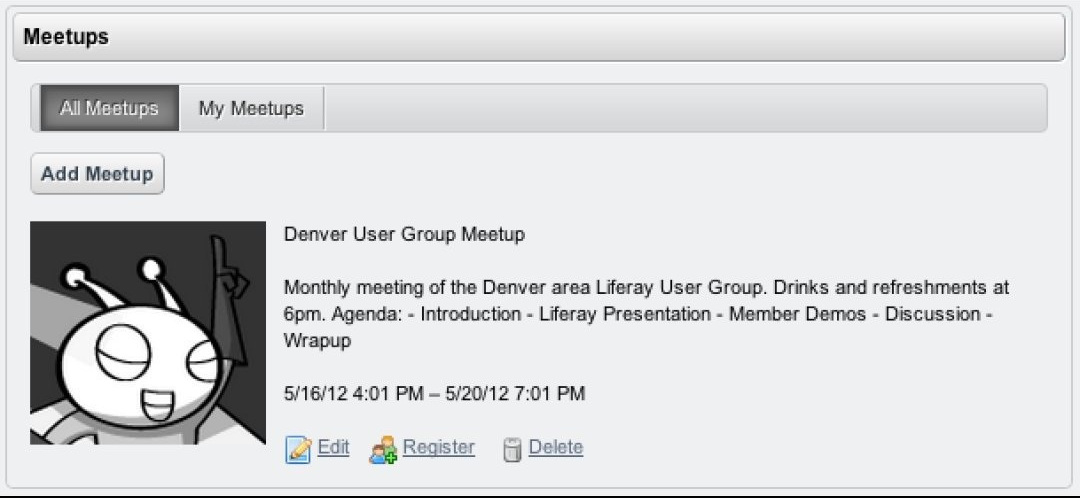 Meetups
All Meetups My Meetups
Add Meetup
Denver User Group Meetup
Monthly meeting of the Denver area Liferay User Group. Drinks and refreshments at
6pm. Agenda: - Introduction - Liferay Presentation - Member Demos - Discussion -
Wrapup
5/16/12 4:01 PM – 5/20/12 7:01 PM
Edit Register Delete